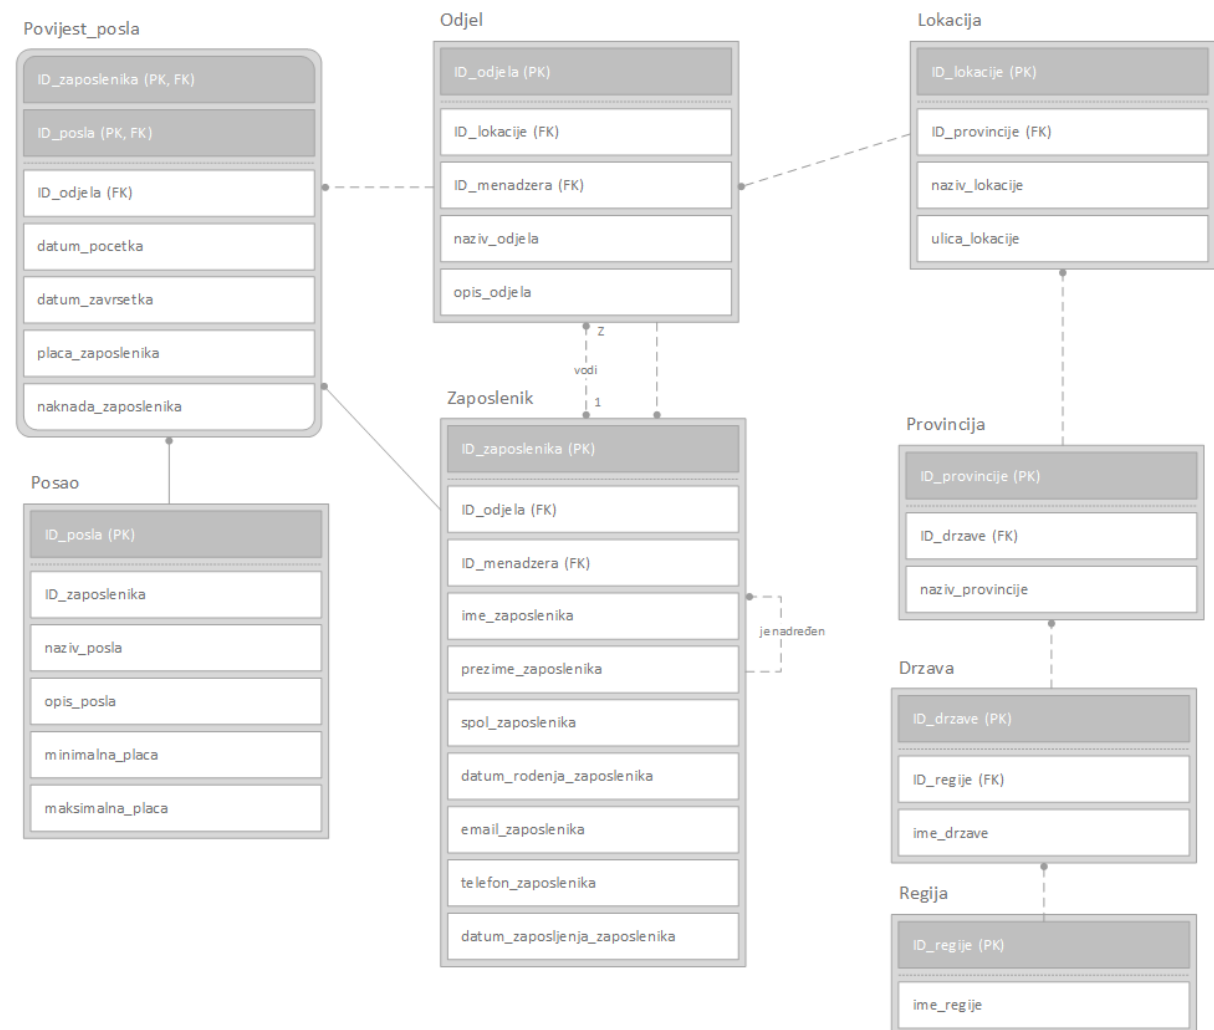 Povijest_posla
ID_zaposlenika (PK, FK)
ID_posla (PK, FK)
ID_odjela (FK)
datum_pocetka
datum_zavrsetka
placa_zaposlenika
naknada_zaposlenika
Posao
ID_posla (PK)
ID_zaposlenika
naziv_posla
opis_posla
minimalna_placa
maksimalna_placa
Odjel
ID_odjela (PK)
ID_lokacije (FK)
ID_menadzera (FK)
naziv_odjela
opis_odjela
Z
vodi
1
Zaposlenik
ID_zaposlenika (PK)
ID_odjela (FK)
ID_menadzera (FK)
ime_zaposlenika
prezime_zaposlenika
spol_zaposlenika
datum_rodenja_zaposlenika
email_zaposlenika
telefon_zaposlenika
datum_zaposljenja_zaposlenika
je nadređen
Lokacija
ID_lokacije (PK)
ID_provincije (FK)
naziv_lokacije
ulica_lokacije
Provincija
ID_provincije (PK)
ID_drzave (FK)
naziv_provincije
Drzava
ID_drzave (PK)
ID_regije (FK)
ime_drzave
Regija
ID_regije (PK)
ime_regije